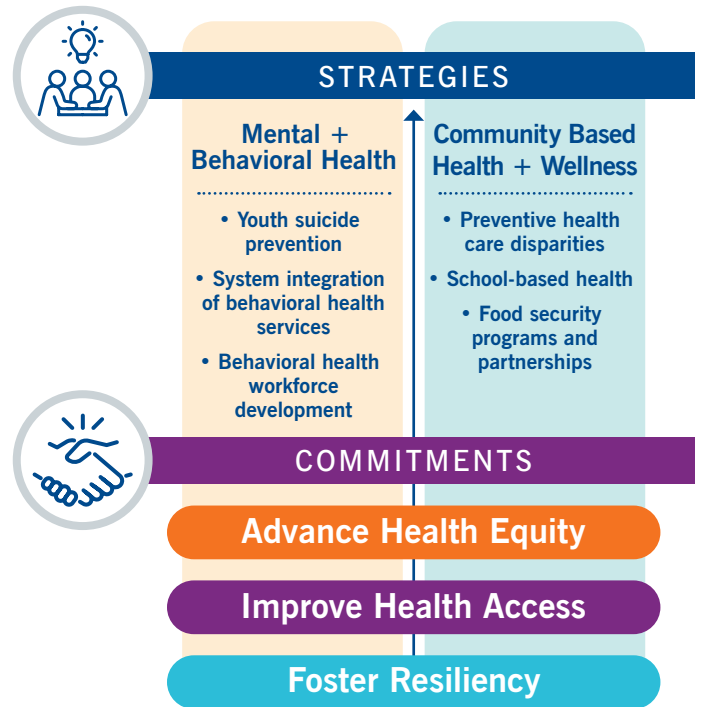 STRATEGIES
Mental +
Behavioral Health
• Youth suicide
prevention
• System integration
of behavioral health
services
• Behavioral health
workforce
development
Community Based
Health + Wellness
• Preventive health
care disparities
• School-based health
• Food security
programs and
partnerships
COMMITMENTS
Advance Health Equity
Improve Health Access
Foster Resiliency